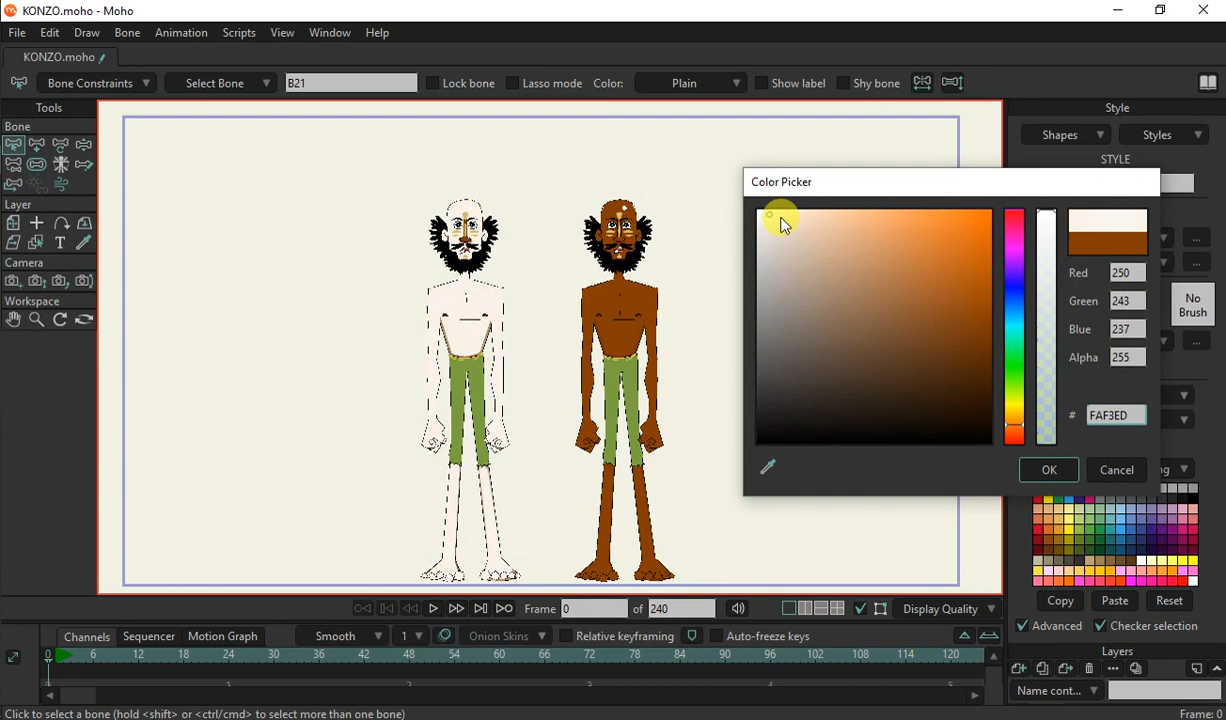 KONZO.moho - Moho
File Edit Draw Bone Animation Scripts View Window Help
KONZO.moho
Bone Constraints Select Bone B21 Lock bone Lasso mode Color: Plain Show label Shy bone
Tools
Bone
Layer
Camera
Workspace
Style
Shapes Styles
STYLE
Color Picker
Red 250
Green 243
Blue 237
Alpha 255
# FAF3ED
OK Cancel
No Brush
Copy Paste Reset
Advanced Checker selection
Frame 0 of 240 Display Quality
Channels Sequencer Motion Graph Smooth 1 Onion Skins Relative keyframing Auto-freeze keys
0 6 12 18 24 30 36 42 48 54 60 66 72 78 84 90 96 102 108 114 120
1 2 3 4 5
Layers
Name cont...
Click to select a bone (hold <shift> or <ctrl/cmd> to select more than one bone) Frame: 0